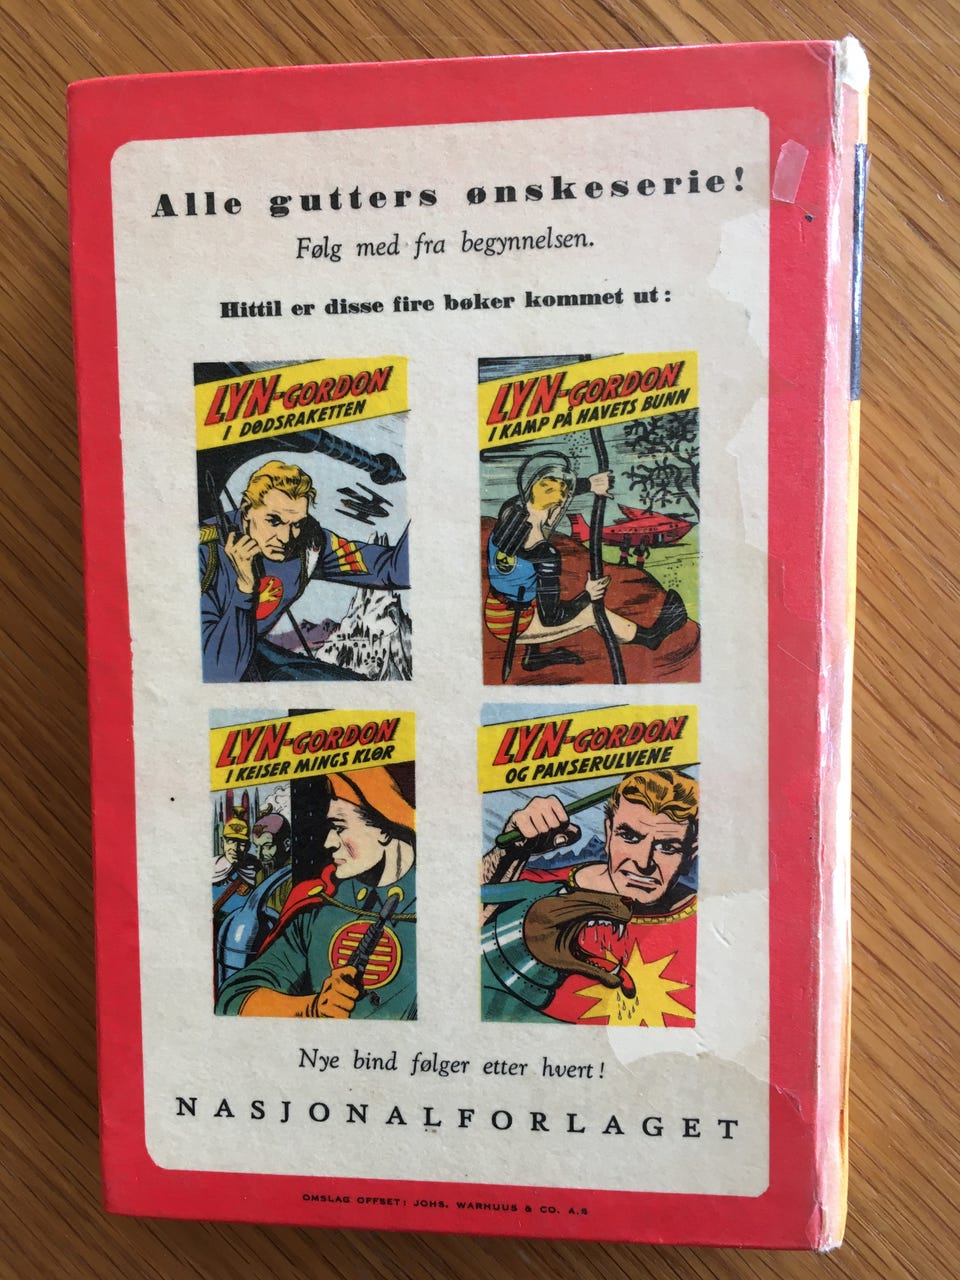 Alle gutters ønskeserie!
Følg med fra begynnelsen.
Hittil er disse fire bøker kommet ut:
LYN-GORDON
I DØDSRAKETTEN
LYN-GORDON
I KAMP PÅ HAVETS BUNN
LYN-GORDON
I KEISER MINGS KLØR
LYN-GORDON
OG PANSERULVENE
Nye bind følger etter hvert!
NASJONALFORLAGET
OMSLAG OFFSET: JOHS. WARHUUS & CO. A.S